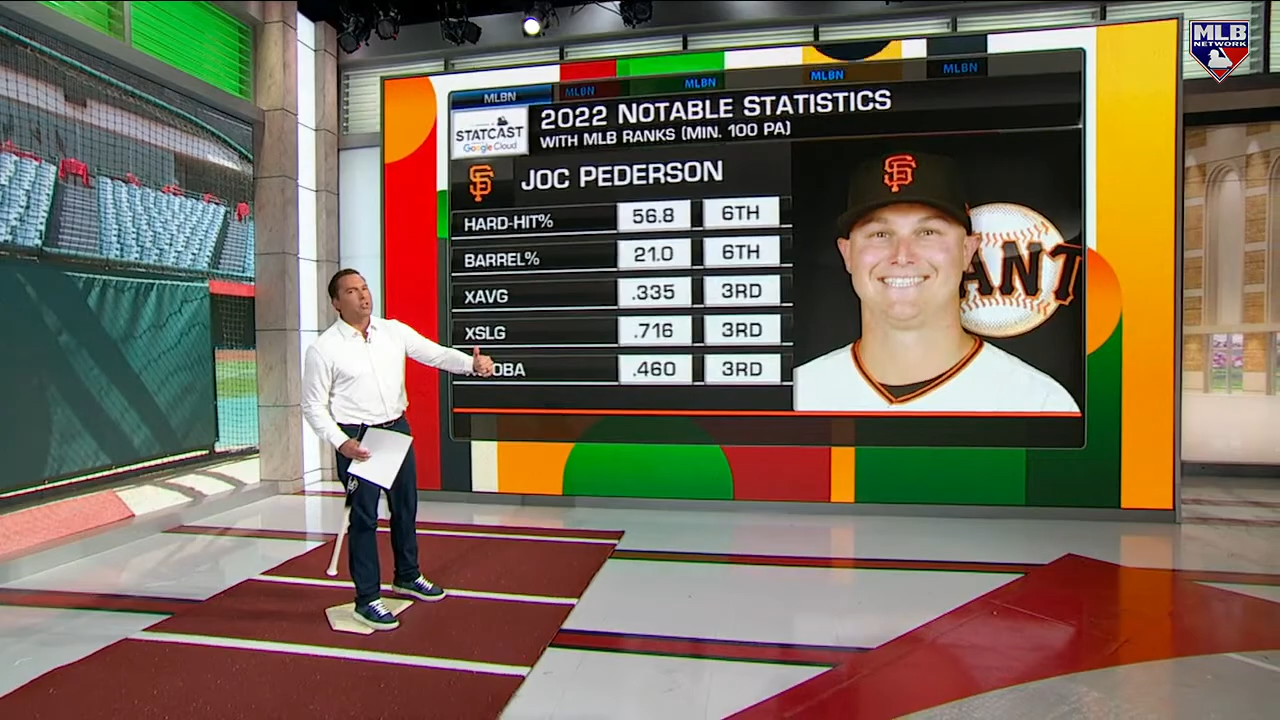 MLB
NETWORK
MLBN MLBN MLBN MLBN MLBN
STATCAST
Google Cloud
2022 NOTABLE STATISTICS
WITH MLB RANKS (MIN. 100 PA)
SF JOC PEDERSON
HARD-HIT% 56.8 6TH
BARREL% 21.0 6TH
XAVG .335 3RD
XSLG .716 3RD
OBA .460 3RD
SF
ANT